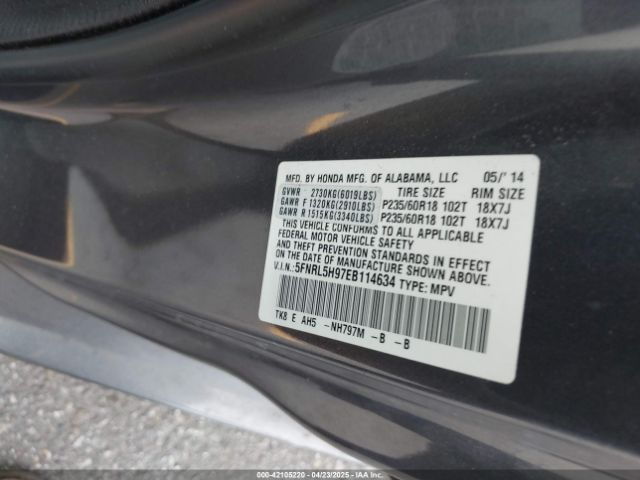 MFD. BY HONDA MFG. OF ALABAMA, LLC 05/'14
GVWR 2730KG(6019LBS) TIRE SIZE RIM SIZE
GAWR F 1320KG(2910LBS) P235/60R18 102T 18X7J
GAWR R 1515KG(3340LBS) P235/60R18 102T 18X7J
THIS VEHICLE CONFORMS TO ALL APPLICABLE
FEDERAL MOTOR VEHICLE SAFETY
AND THEFT PREVENTION STANDARDS IN EFFECT
ON THE DATE OF MANUFACTURE SHOWN ABOVE.
V.I.N.: 5FNRL5H97EB114634 TYPE: MPV
TK8 E AH5 -NH797M -B -B
000-42105220 - 04/23/2025 - IAAI.com